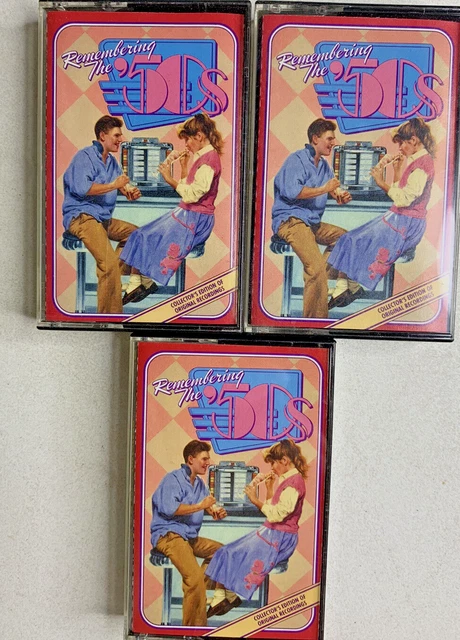 Remembering
The '50s
COLLECTOR'S EDITION OF
ORIGINAL RECORDINGS
Remembering
The '50s
COLLECTOR'S EDITION OF
ORIGINAL RECORDINGS
Remembering
The '50s
COLLECTOR'S EDITION OF
ORIGINAL RECORDINGS